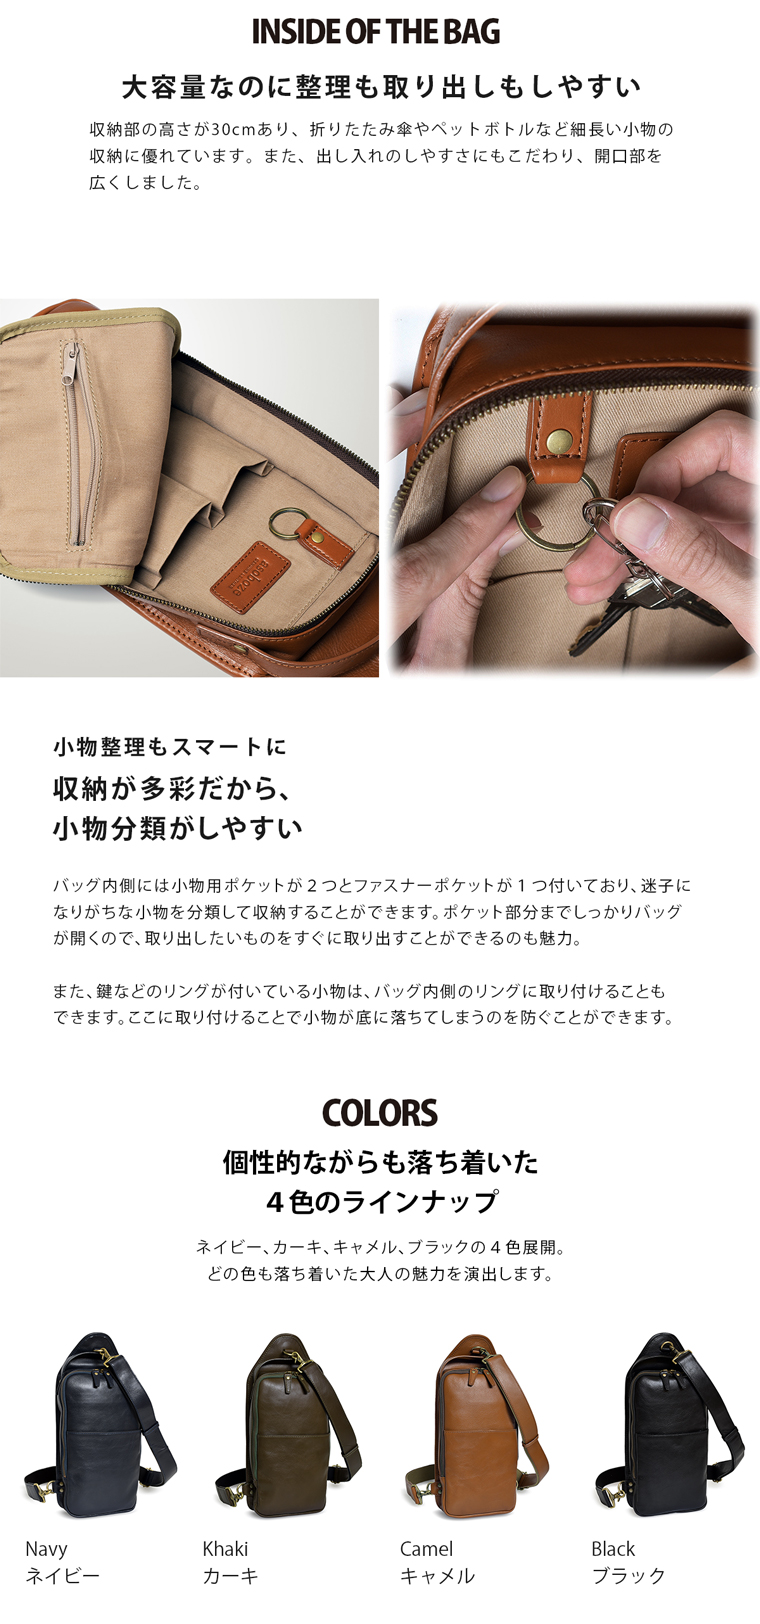 INSIDE OF THE BAG
大容量なのに整理も取り出しもしやすい
収納部の高さが30cmあり、折りたたみ傘やペットボトルなど細長い小物の
収納に優れています。また、出し入れのしやすさにもこだわり、開口部を
広くしました。
小物整理もスマートに
収納が多彩だから、
小物分類がしやすい
バッグ内側には小物用ポケットが２つとファスナーポケットが１つ付いており、迷子に
なりがちな小物を分類して収納することができます。ポケット部分までしっかりバッグ
が開くので、取り出したいものをすぐに取り出すことができるのも魅力。
また、鍵などのリングが付いている小物は、バッグ内側のリングに取り付けることも
できます。ここに取り付けることで小物が底に落ちてしまうのを防ぐことができます。
COLORS
個性的ながらも落ち着いた
４色のラインナップ
ネイビー、カーキ、キャメル、ブラックの４色展開。
どの色も落ち着いた大人の魅力を演出します。
Navy
ネイビー
Khaki
カーキ
Camel
キャメル
Black
ブラック